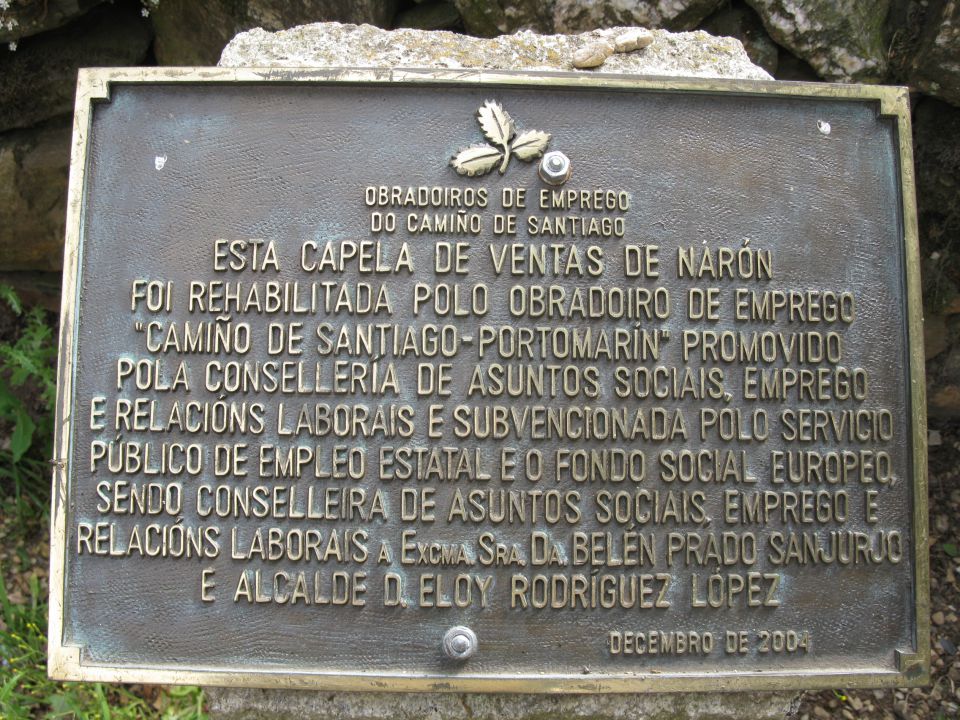 OBRADOIROS DE EMPREGO
DO CAMIÑO DE SANTIAGO
ESTA CAPELA DE VENTAS DE NARÓN
FOI REHABILITADA POLO OBRADOIRO DE EMPREGO
"CAMIÑO DE SANTIAGO-PORTOMARÍN" PROMOVIDO
POLA CONSELLERÍA DE ASUNTOS SOCIAIS, EMPREGO
E RELACIÓNS LABORAIS E SUBVENCIONADA POLO SERVICIO
PÚBLICO DE EMPLEO ESTATAL E O FONDO SOCIAL EUROPEO,
SENDO CONSELLEIRA DE ASUNTOS SOCIAIS, EMPREGO E
RELACIÓNS LABORAIS A EXCMA. SRA. DA. BELÉN PRADO SANJURJO
E ALCALDE D. ELOY RODRÍGUEZ LÓPEZ
DECEMBRO DE 2004